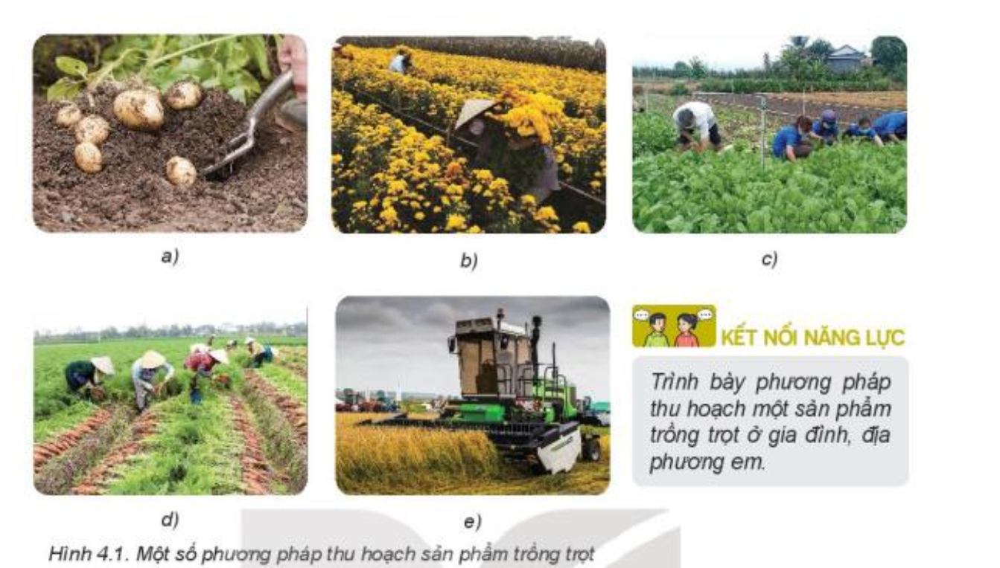 a)
b)
c)
d)
e)
KẾT NỐI NĂNG LỰC
Trình bày phương pháp
thu hoạch một sản phẩm
trồng trọt ở gia đình, địa
phương em.
Hình 4.1. Một số phương pháp thu hoạch sản phẩm trồng trọt